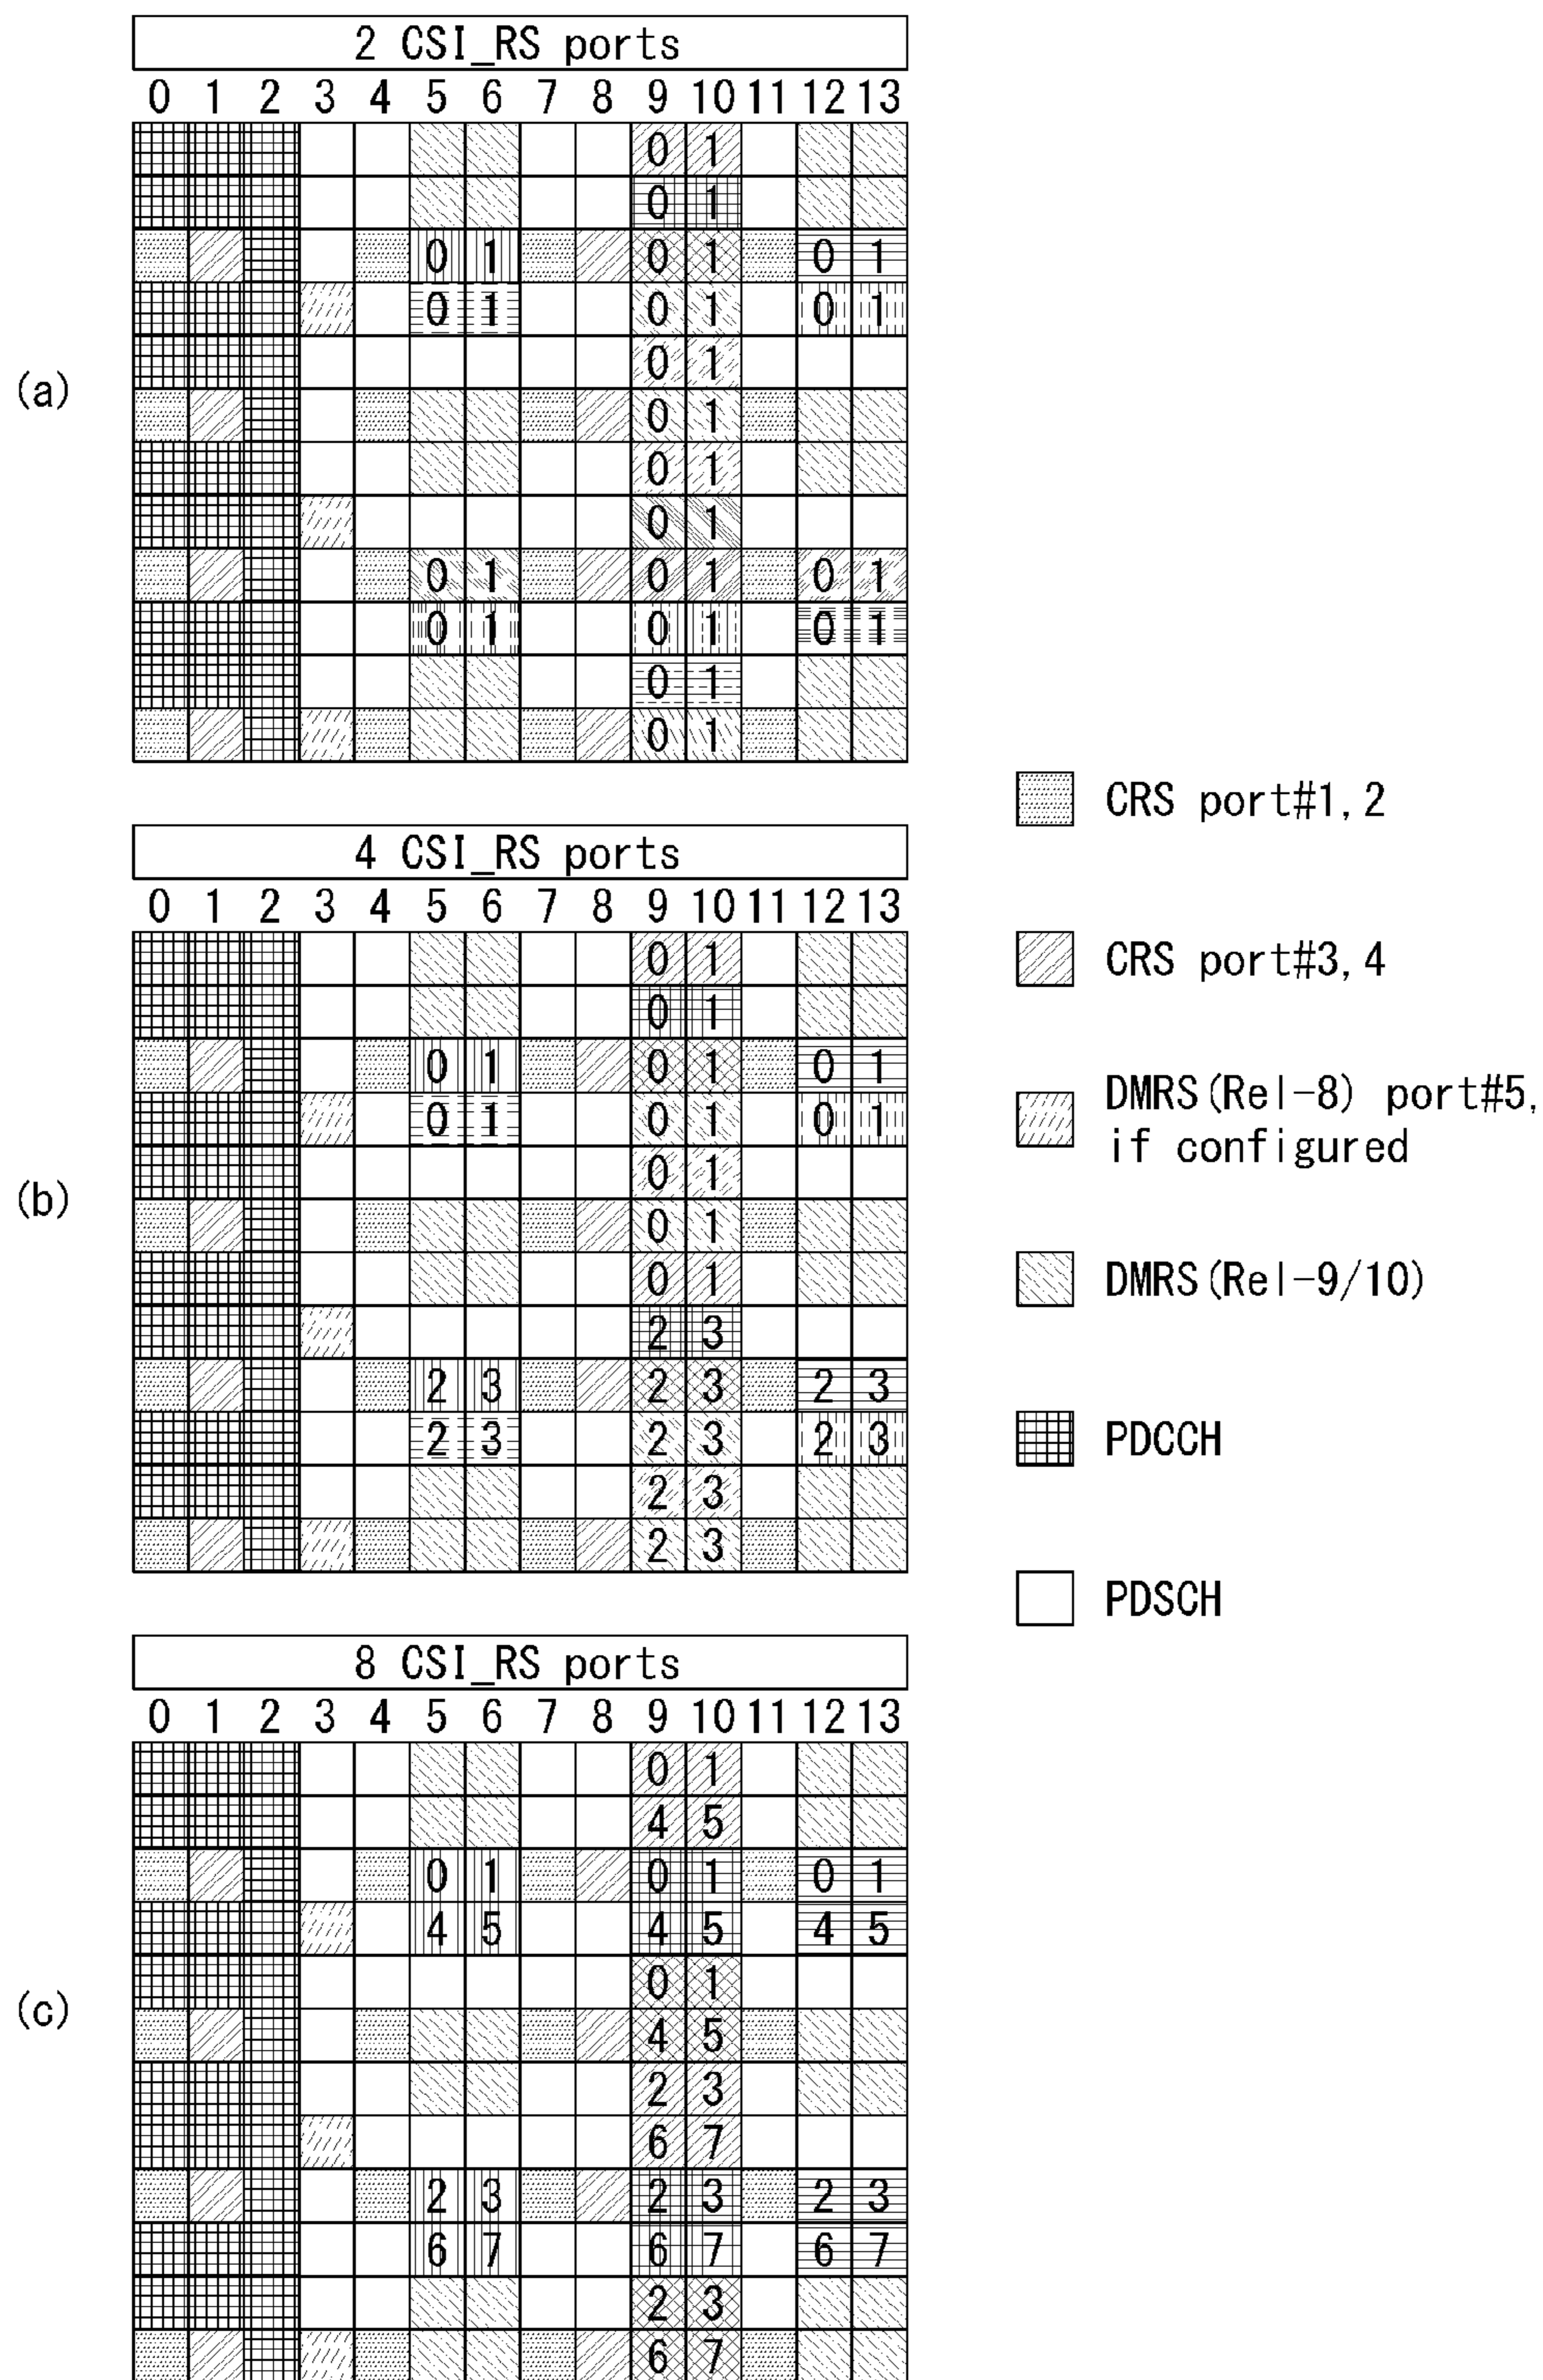 2 CSI_RS ports
0 1 2 3 4 5 6 7 8 9 10 11 12 13
0 1
0 1
0 1 0 1 0 1
0 1 0 1 0 1
0 1
(a)
0 1
0 1
0 1
0 1 0 1 0 1
0 1 0 1 0 1
0 1
0 1
CRS port#1,2
4 CSI_RS ports
0 1 2 3 4 5 6 7 8 9 10 11 12 13
0 1
CRS port#3,4
0 1
0 1 0 1 0 1
0 1 0 1 0 1
DMRS(Rel-8) port#5,
if configured
0 1
(b)
0 1
0 1
DMRS(Rel-9/10)
2 3
2 3 2 3 2 3
2 3 2 3 2 3
PDCCH
2 3
2 3
PDSCH
8 CSI_RS ports
0 1 2 3 4 5 6 7 8 9 10 11 12 13
0 1
4 5
0 1 0 1 0 1
4 5 4 5 4 5
0 1
(c)
4 5
2 3
6 7
2 3 2 3 2 3
6 7 6 7 6 7
2 3
6 7